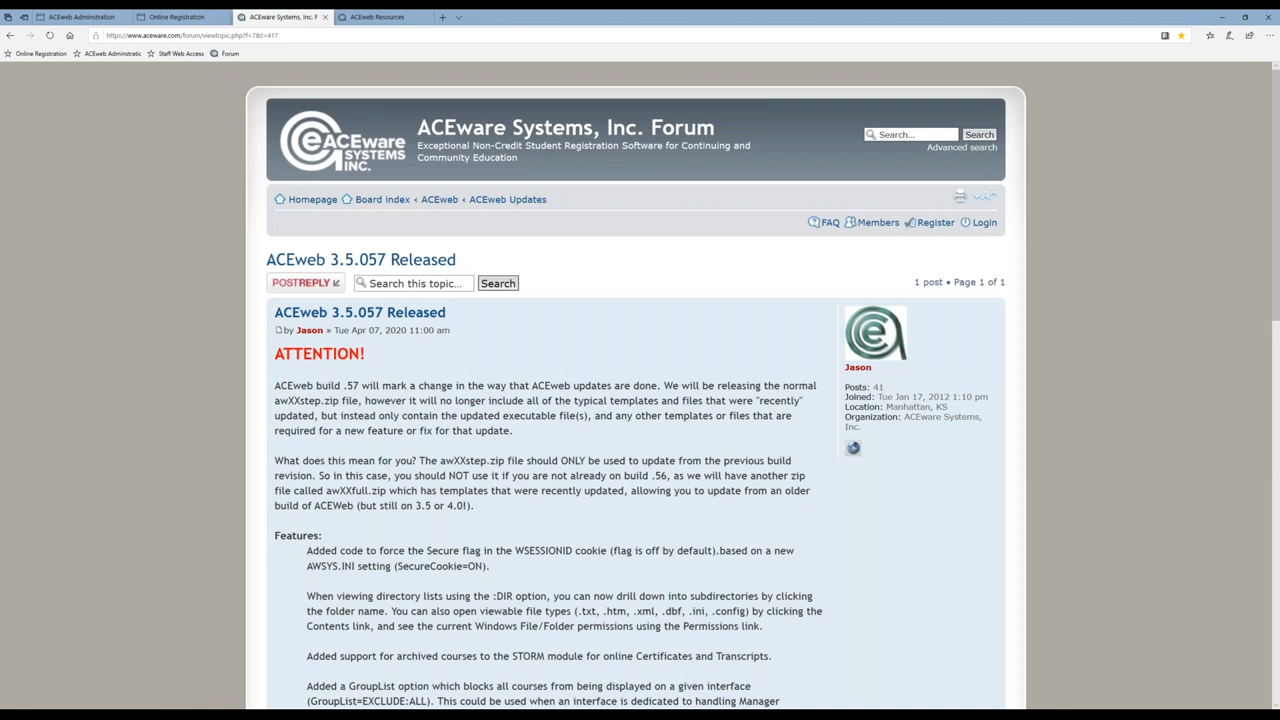 ACEweb Adminstration
Online Registration
ACEware Systems, Inc. F
ACEweb Resources
https://www.aceware.com/forum/viewtopic.php?f=7&t=417
Online Registration
ACEweb Adminstratic
Staff Web Access
Forum
ACEWARE
SYSTEMS
INC.
ACEware Systems, Inc. Forum
Exceptional Non-Credit Student Registration Software for Continuing and
Community Education
Search...
Search
Advanced search
Homepage Board index ‹ ACEweb ‹ ACEweb Updates
FAQ Members Register Login
ACEweb 3.5.057 Released
POSTREPLY
Search this topic...
Search
1 post • Page 1 of 1
ACEweb 3.5.057 Released
by Jason » Tue Apr 07, 2020 11:00 am
ATTENTION!
ACEweb build .57 will mark a change in the way that ACEweb updates are done. We will be releasing the normal
awXXstep.zip file, however it will no longer include all of the typical templates and files that were "recently"
updated, but instead only contain the updated executable file(s), and any other templates or files that are
required for a new feature or fix for that update.
What does this mean for you? The awXXstep.zip file should ONLY be used to update from the previous build
revision. So in this case, you should NOT use it if you are not already on build .56, as we will have another zip
file called awXXfull.zip which has templates that were recently updated, allowing you to update from an older
build of ACEWeb (but still on 3.5 or 4.0!).
Features:
Added code to force the Secure flag in the WSESSIONID cookie (flag is off by default).based on a new
AWSYS.INI setting (SecureCookie=ON).
When viewing directory lists using the :DIR option, you can now drill down into subdirectories by clicking
the folder name. You can also open viewable file types (.txt, .htm, .xml, .dbf, .ini, .config) by clicking the
Contents link, and see the current Windows File/Folder permissions using the Permissions link.
Added support for archived courses to the STORM module for online Certificates and Transcripts.
Added a GroupList option which blocks all courses from being displayed on a given interface
(GroupList=EXCLUDE:ALL). This could be used when an interface is dedicated to handling Manager
Jason
Posts: 41
Joined: Tue Jan 17, 2012 1:10 pm
Location: Manhattan, KS
Organization: ACEware Systems,
Inc.